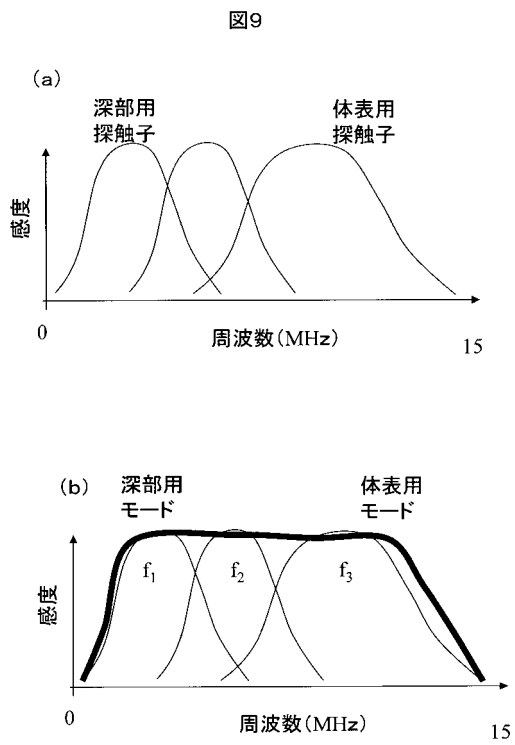 図9
(a)
深部用
探触子
体表用
探触子
感度
0
周波数(MHz)
15
(b)
深部用
モード
体表用
モード
f1
f2
f3
感度
0
周波数(MHz)
15